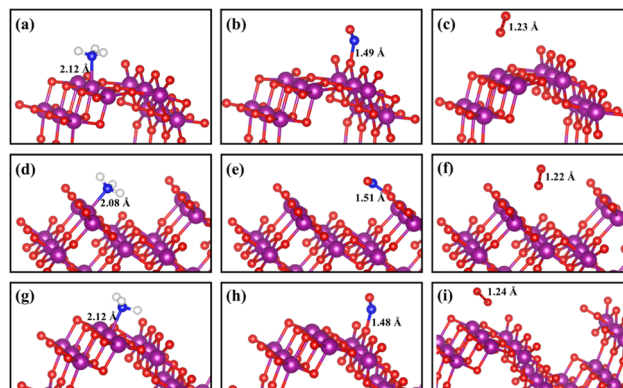 (a)
2.12 Å
(b)
1.49 Å
(c)
1.23 Å
(d)
2.08 Å
(e)
1.51 Å
(f)
1.22 Å
(g)
2.12 Å
(h)
1.48 Å
(i)
1.24 Å